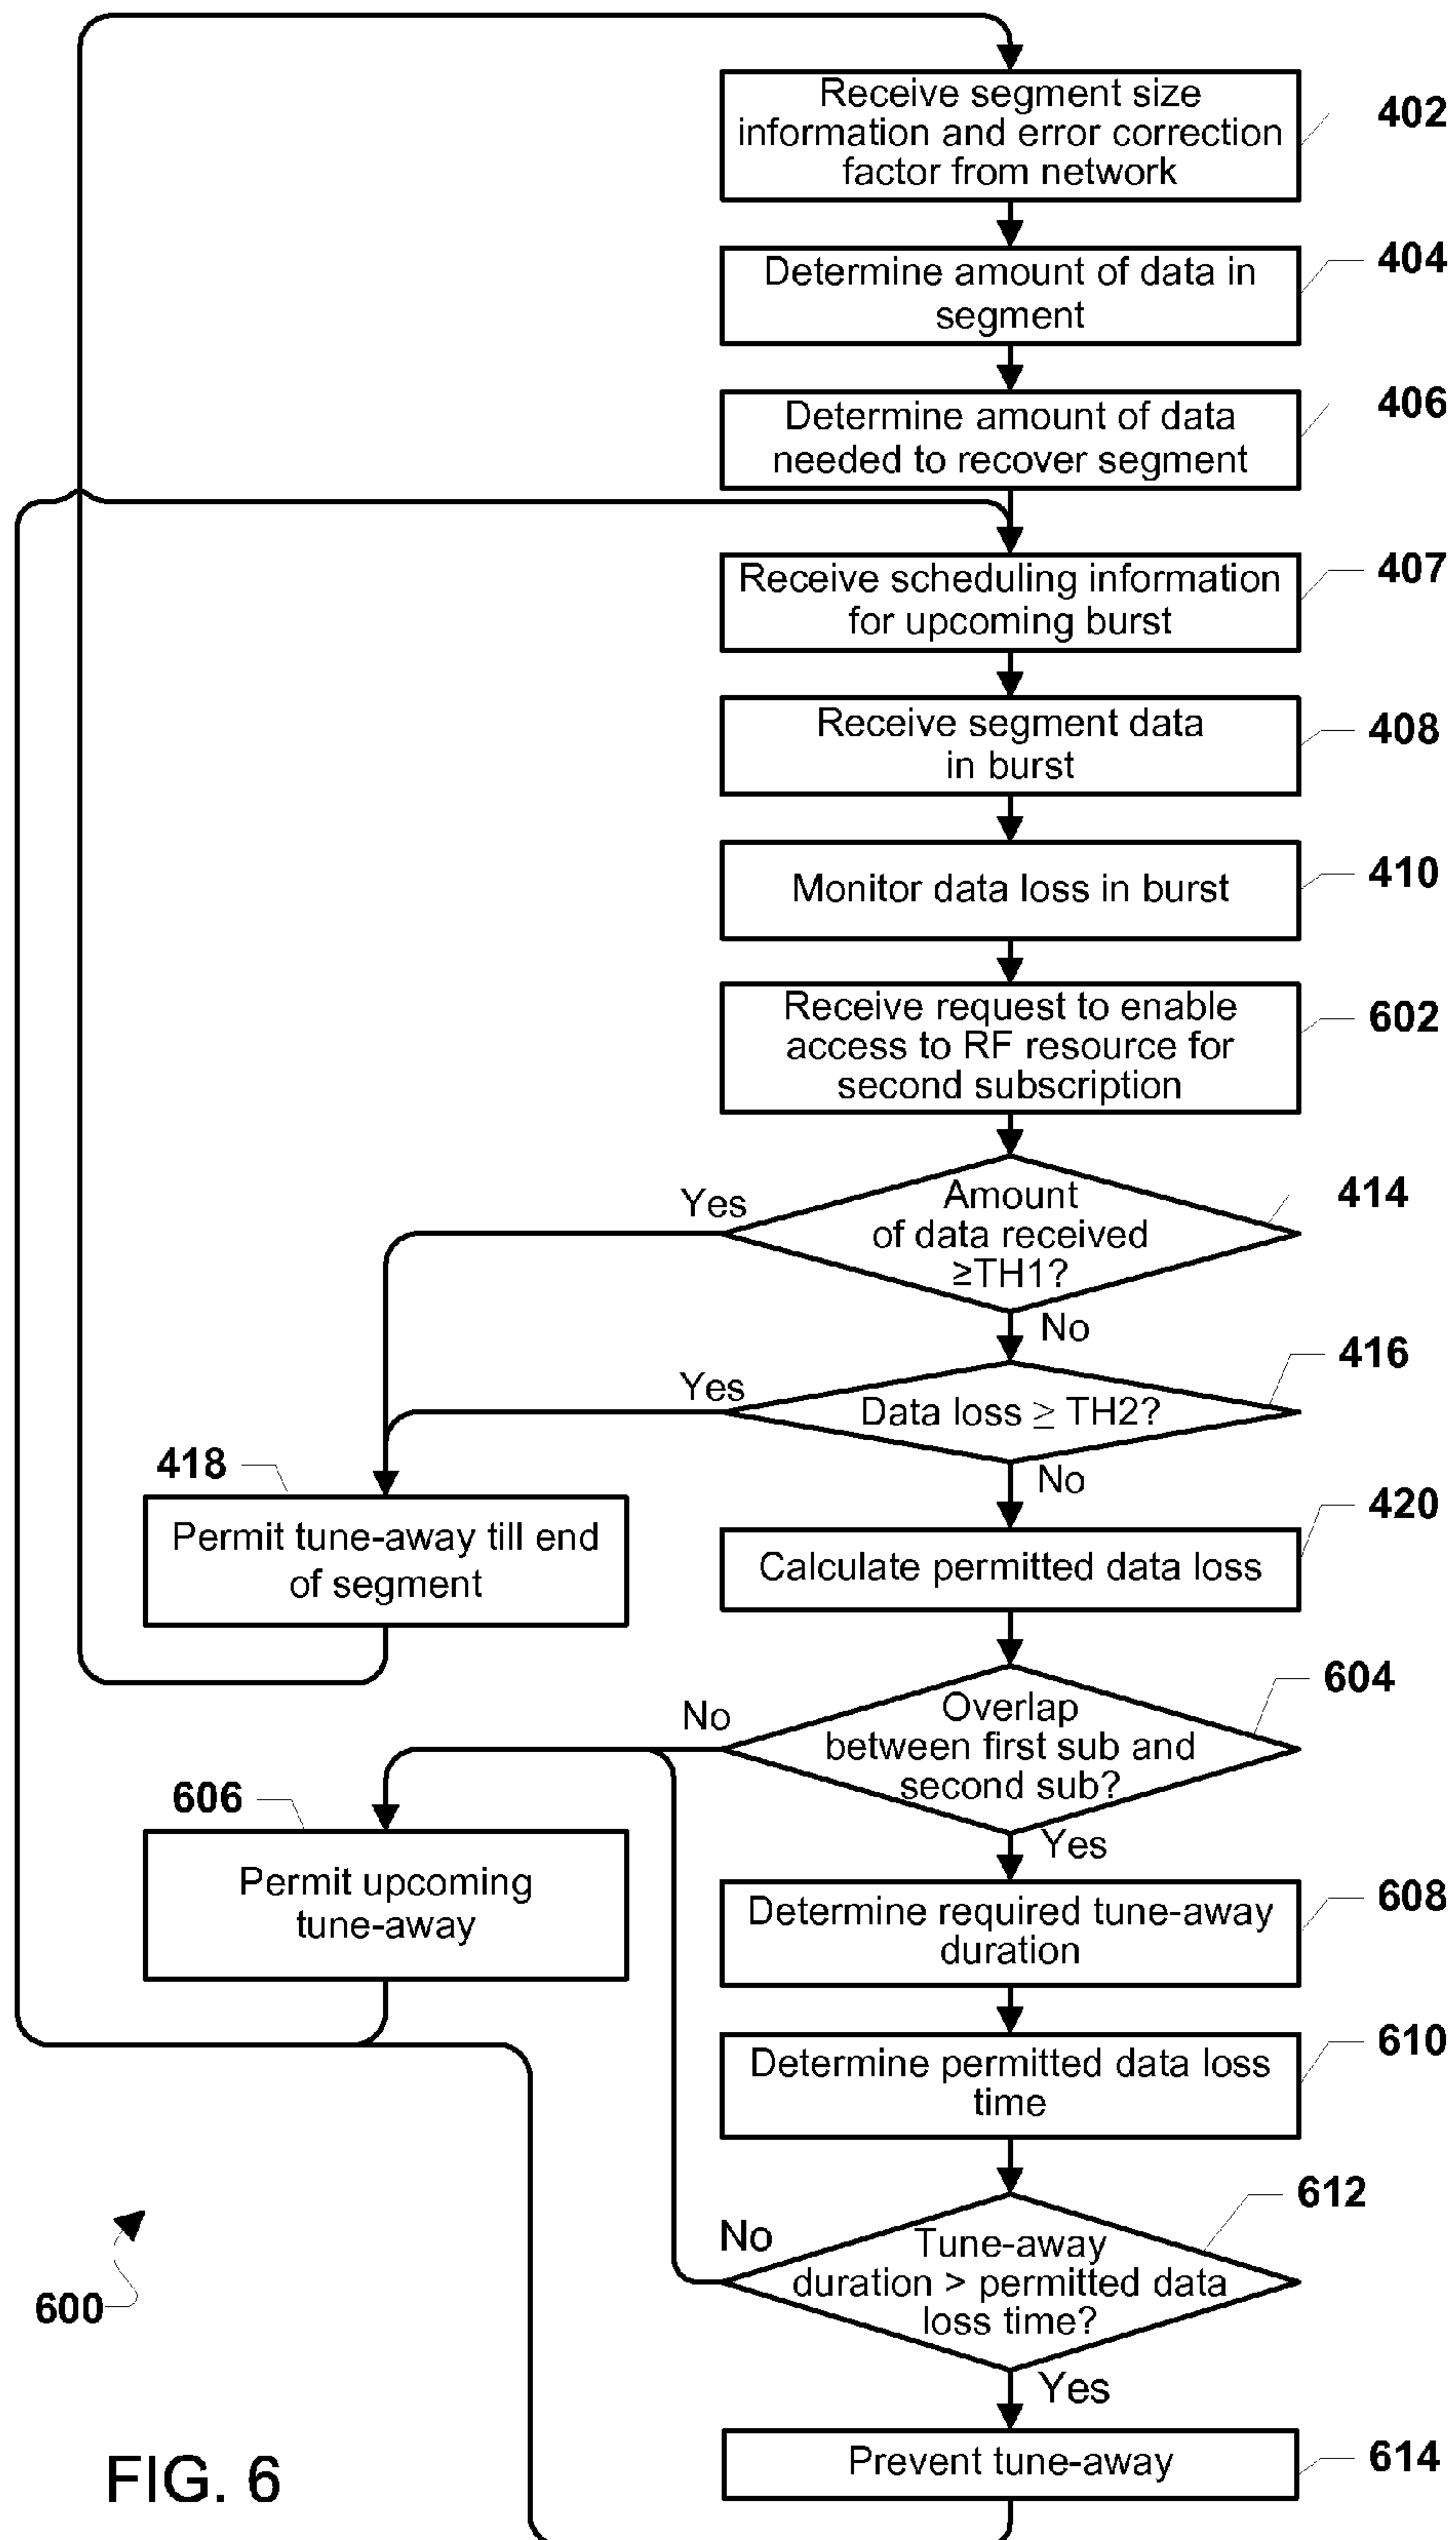 Receive segment size
information and error correction
factor from network
402
Determine amount of data in
segment
404
Determine amount of data
needed to recover segment
406
Receive scheduling information
for upcoming burst
407
Receive segment data
in burst
408
Monitor data loss in burst
410
Receive request to enable
access to RF resource for
second subscription
602
Amount
of data received
≥TH1?
414
Yes
No
Data loss ≥ TH2?
416
Yes
No
418
Permit tune-away till end
of segment
Calculate permitted data loss
420
Overlap
between first sub and
second sub?
604
No
Yes
606
Permit upcoming
tune-away
Determine required tune-away
duration
608
Determine permitted data loss
time
610
Tune-away
duration > permitted data
loss time?
612
No
Yes
Prevent tune-away
614
600
FIG. 6